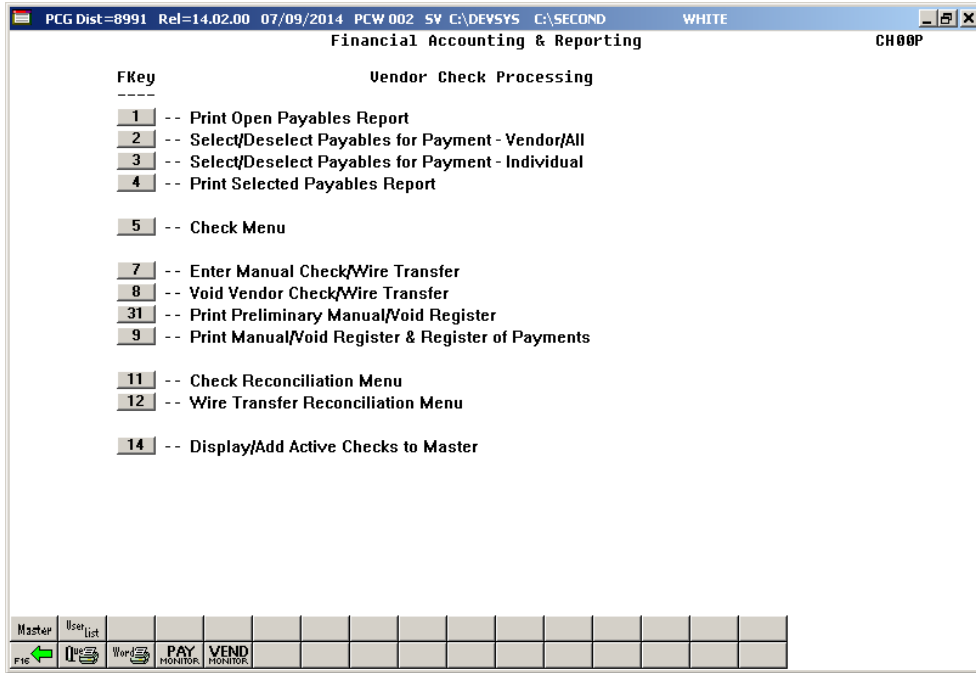 PCG Dist=8991 Rel=14.02.00 07/09/2014 PCW 002 SV C:\DEVSYS C:\SECOND WHITE
Financial Accounting & Reporting CH00P
FKey Vendor Check Processing
----
1 -- Print Open Payables Report
2 -- Select/Deselect Payables for Payment - Vendor/All
3 -- Select/Deselect Payables for Payment - Individual
4 -- Print Selected Payables Report
5 -- Check Menu
7 -- Enter Manual Check/Wire Transfer
8 -- Void Vendor Check/Wire Transfer
31 -- Print Preliminary Manual/Void Register
9 -- Print Manual/Void Register & Register of Payments
11 -- Check Reconciliation Menu
12 -- Wire Transfer Reconciliation Menu
14 -- Display/Add Active Checks to Master
Master User List
F16 Que Word PAY MONITOR VEND MONITOR